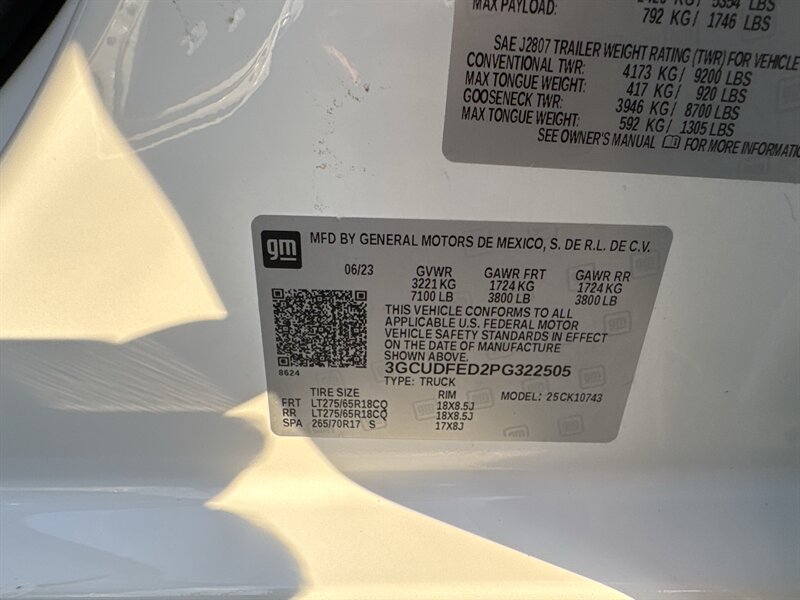 MAX PAYLOAD:
792 KG/ 1746 LBS
SAE J2807 TRAILER WEIGHT RATING (TWR) FOR VEHICLE
CONVENTIONAL TWR: 4173 KG/ 9200 LBS
MAX TONGUE WEIGHT: 417 KG/ 920 LBS
GOOSENECK TWR: 3946 KG/ 8700 LBS
MAX TONGUE WEIGHT: 592 KG/ 1305 LBS
SEE OWNER'S MANUAL FOR MORE INFORMATIO
gm MFD BY GENERAL MOTORS DE MEXICO, S. DE R.L. DE C.V.
06/23 GVWR GAWR FRT GAWR RR
3221 KG 1724 KG 1724 KG
7100 LB 3800 LB 3800 LB
THIS VEHICLE CONFORMS TO ALL
APPLICABLE U.S. FEDERAL MOTOR
VEHICLE SAFETY STANDARDS IN EFFECT
ON THE DATE OF MANUFACTURE
SHOWN ABOVE.
8624 3GCUDFED2PG322505
TYPE: TRUCK
TIRE SIZE RIM MODEL: 25CK10743
FRT LT275/65R18CQ 18X8.5J
RR LT275/65R18CQ 18X8.5J
SPA 265/70R17 S 17X8J